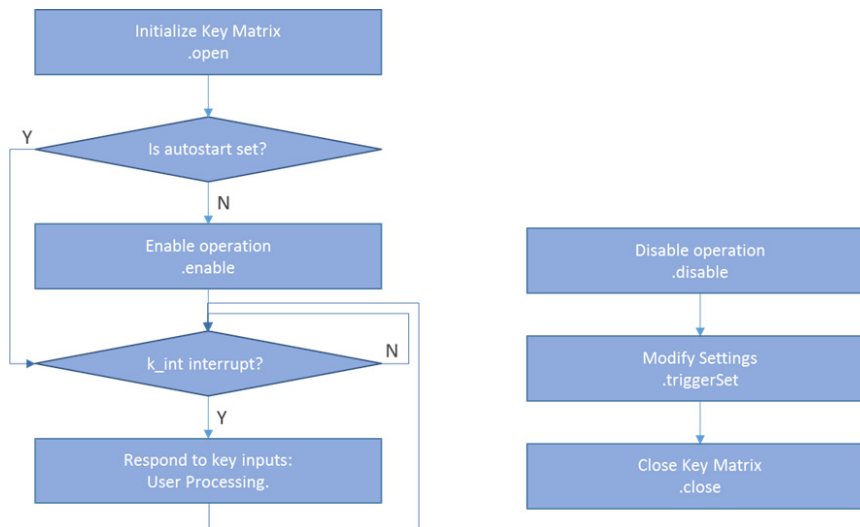 Initialize Key Matrix
.open
Y
Is autostart set?
N
Enable operation
.enable
k_int interrupt?
N
Y
Respond to key inputs:
User Processing.
Disable operation
.disable
Modify Settings
.triggerSet
Close Key Matrix
.close